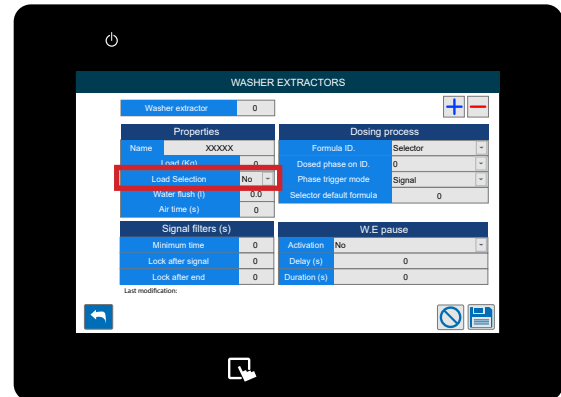 WASHER EXTRACTORS
Washer extractor 0
Properties
Name XXXXX
Load (Kg) 0
Load Selection No
Water flush (l) 0.0
Air time (s) 0
Dosing process
Formula ID. Selector
Dosed phase on ID. 0
Phase trigger mode Signal
Selector default formula 0
Signal filters (s)
Minimum time 0
Lock after signal 0
Lock after end 0
W.E pause
Activation No
Delay (s) 0
Duration (s) 0
Last modification: